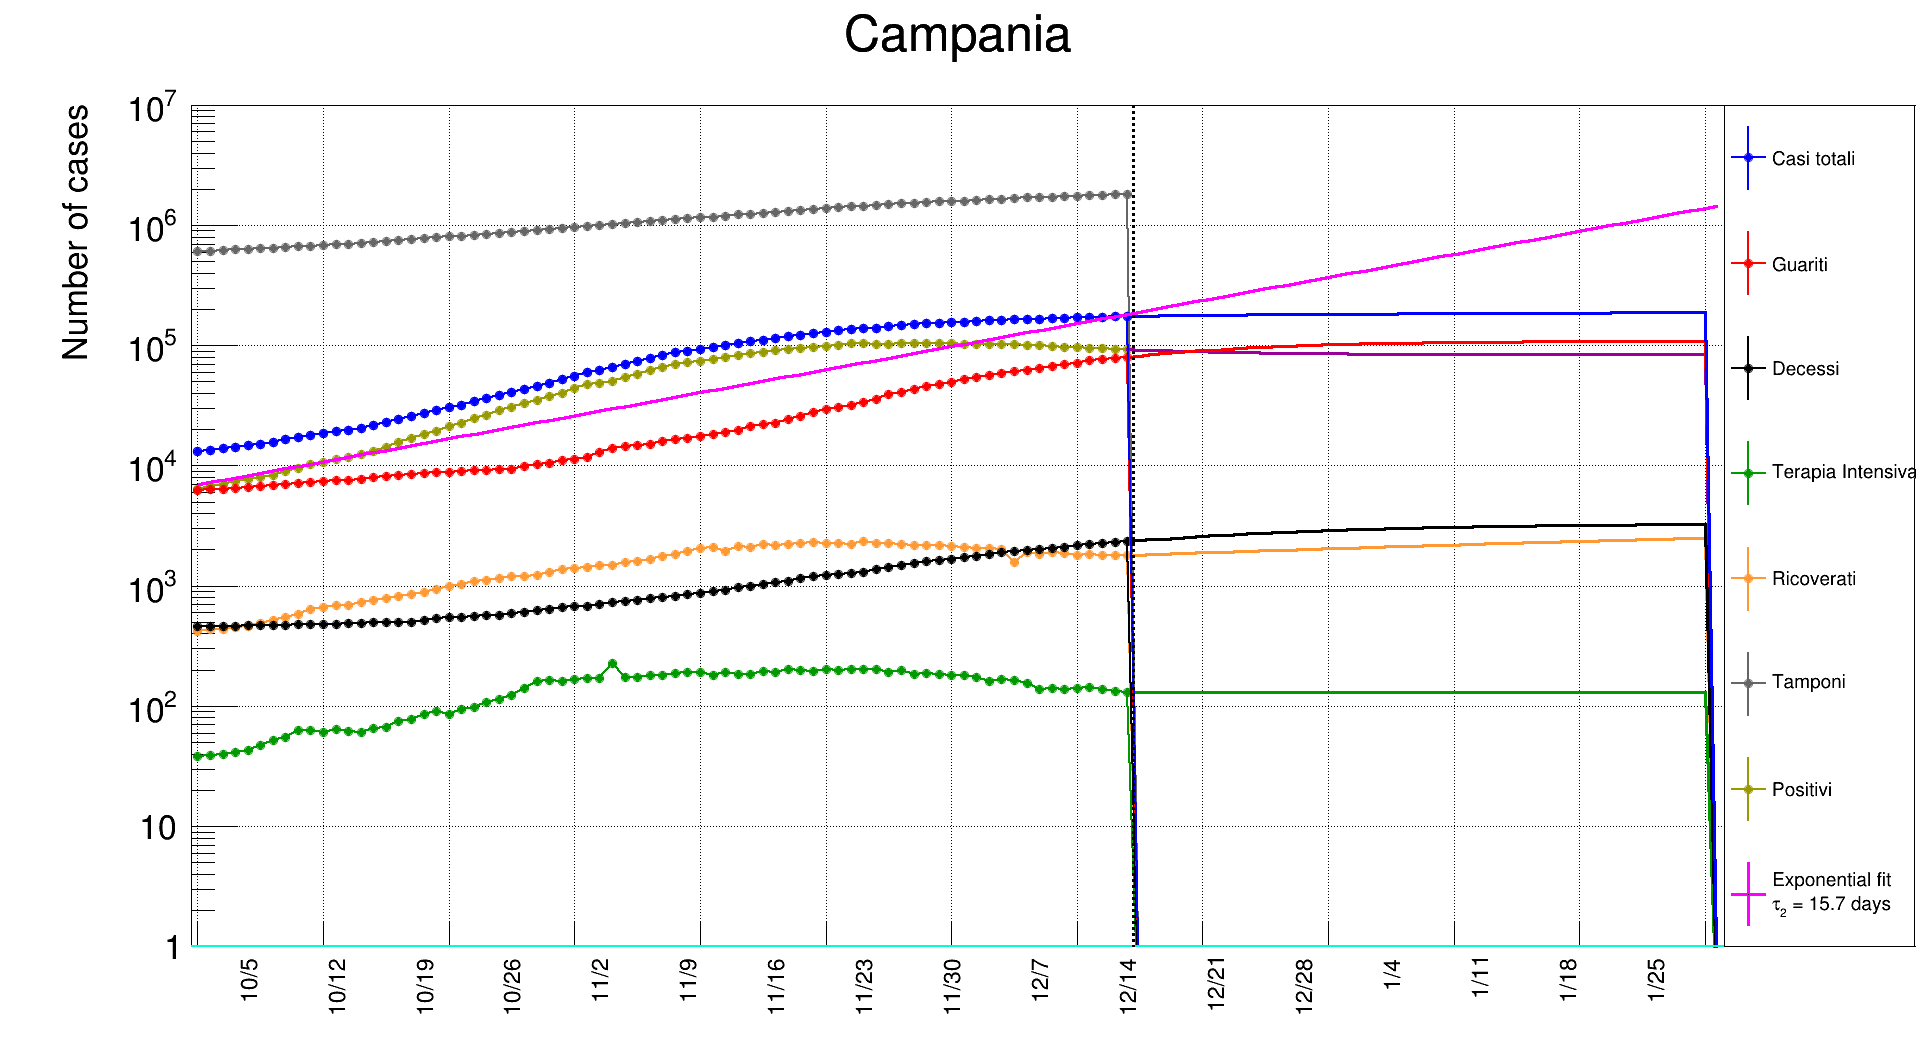 Campania
Number of cases
10^7
10^6
10^5
10^4
10^3
10^2
10
1
10/5
10/12
10/19
10/26
11/2
11/9
11/16
11/23
11/30
12/7
12/14
12/21
12/28
1/4
1/11
1/18
1/25
Casi totali
Guariti
Decessi
Terapia Intensiva
Ricoverati
Tamponi
Positivi
Exponential fit
τ_2 = 15.7 days